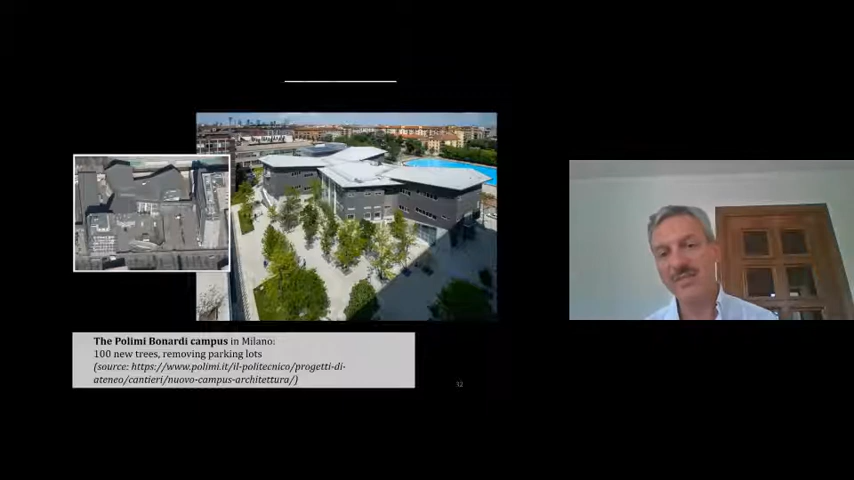 The Polimi Bonardi campus in Milano:
100 new trees, removing parking lots
(source: https://www.polimi.it/il-politecnico/progetti-di-
ateneo/cantieri/nuovo-campus-architettura/)
32